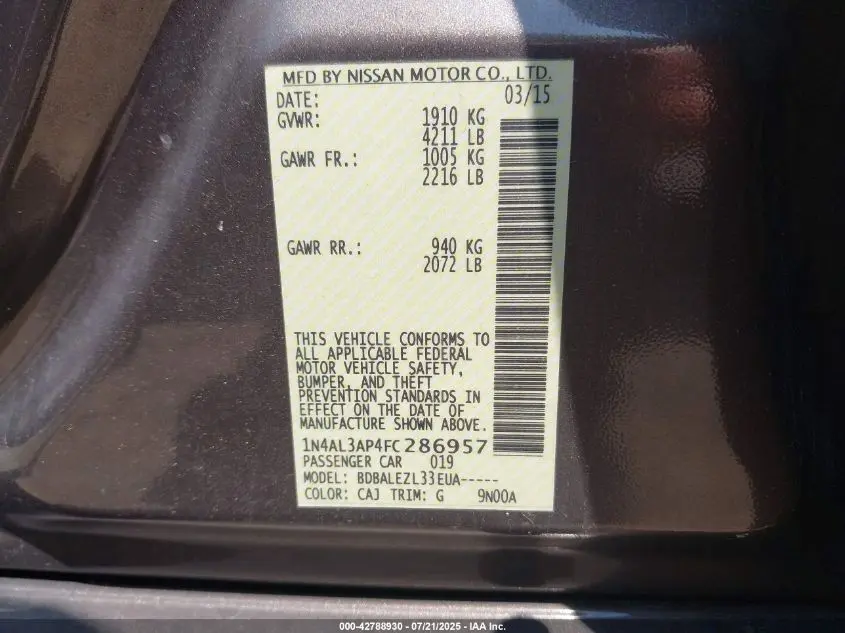 MFD BY NISSAN MOTOR CO., LTD.
DATE: 03/15
GVWR: 1910 KG
4211 LB
GAWR FR.: 1005 KG
2216 LB
GAWR RR.: 940 KG
2072 LB
THIS VEHICLE CONFORMS TO
ALL APPLICABLE FEDERAL
MOTOR VEHICLE SAFETY,
BUMPER, AND THEFT
PREVENTION STANDARDS IN
EFFECT ON THE DATE OF
MANUFACTURE SHOWN ABOVE.
1N4AL3AP4FC286957
PASSENGER CAR 019
MODEL: BDBALEZL33EUA-----
COLOR: CAJ TRIM: G 9N00A
000-42788930 - 07/21/2025 - IAA Inc.